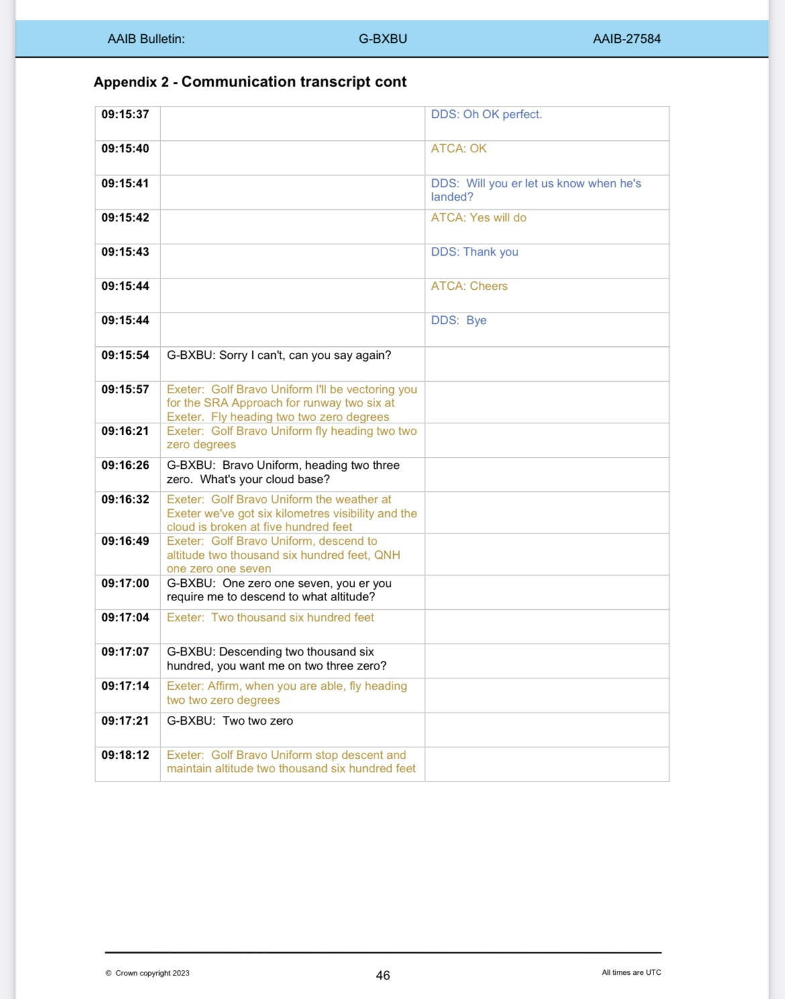 AAIB Bulletin: G-BXBU AAIB-27584
Appendix 2 - Communication transcript cont
09:15:37 DDS: Oh OK perfect.
09:15:40 ATCA: OK
09:15:41 DDS: Will you er let us know when he's
landed?
09:15:42 ATCA: Yes will do
09:15:43 DDS: Thank you
09:15:44 ATCA: Cheers
09:15:44 DDS: Bye
09:15:54 G-BXBU: Sorry I can't, can you say again?
09:15:57 Exeter: Golf Bravo Uniform I'll be vectoring you
for the SRA Approach for runway two six at
Exeter. Fly heading two two zero degrees
09:16:21 Exeter: Golf Bravo Uniform fly heading two two
zero degrees
09:16:26 G-BXBU: Bravo Uniform, heading two three
zero. What's your cloud base?
09:16:32 Exeter: Golf Bravo Uniform the weather at
Exeter we've got six kilometres visibility and the
cloud is broken at five hundred feet
09:16:49 Exeter: Golf Bravo Uniform, descend to
altitude two thousand six hundred feet, QNH
one zero one seven
09:17:00 G-BXBU: One zero one seven, you er you
require me to descend to what altitude?
09:17:04 Exeter: Two thousand six hundred feet
09:17:07 G-BXBU: Descending two thousand six
hundred, you want me on two three zero?
09:17:14 Exeter: Affirm, when you are able, fly heading
two two zero degrees
09:17:21 G-BXBU: Two two zero
09:18:12 Exeter: Golf Bravo Uniform stop descent and
maintain altitude two thousand six hundred feet
© Crown copyright 2023 46 All times are UTC